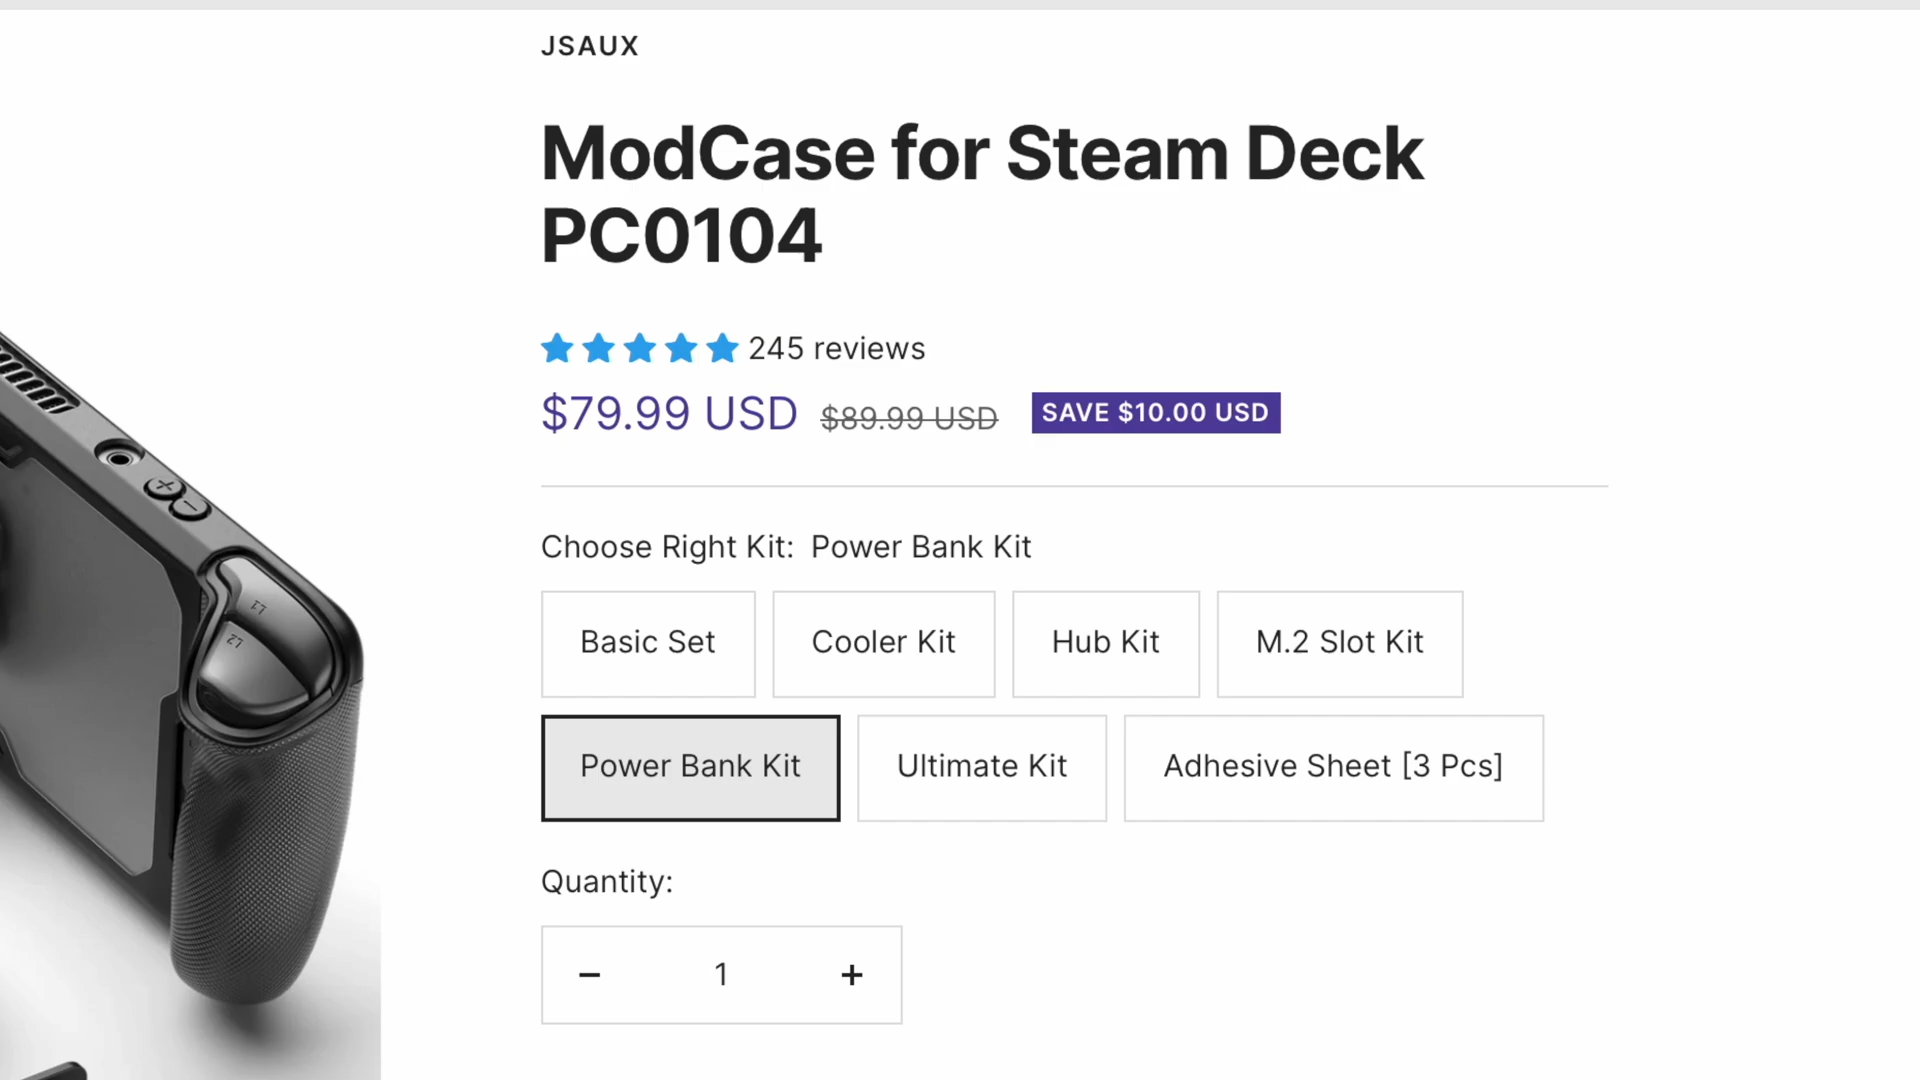 JSAUX
ModCase for Steam Deck
PC0104
245 reviews
$79.99 USD $89.99 USD SAVE $10.00 USD
Choose Right Kit: Power Bank Kit
Basic Set Cooler Kit Hub Kit M.2 Slot Kit
Power Bank Kit Ultimate Kit Adhesive Sheet [3 Pcs]
Quantity:
− 1 +
L1
L2